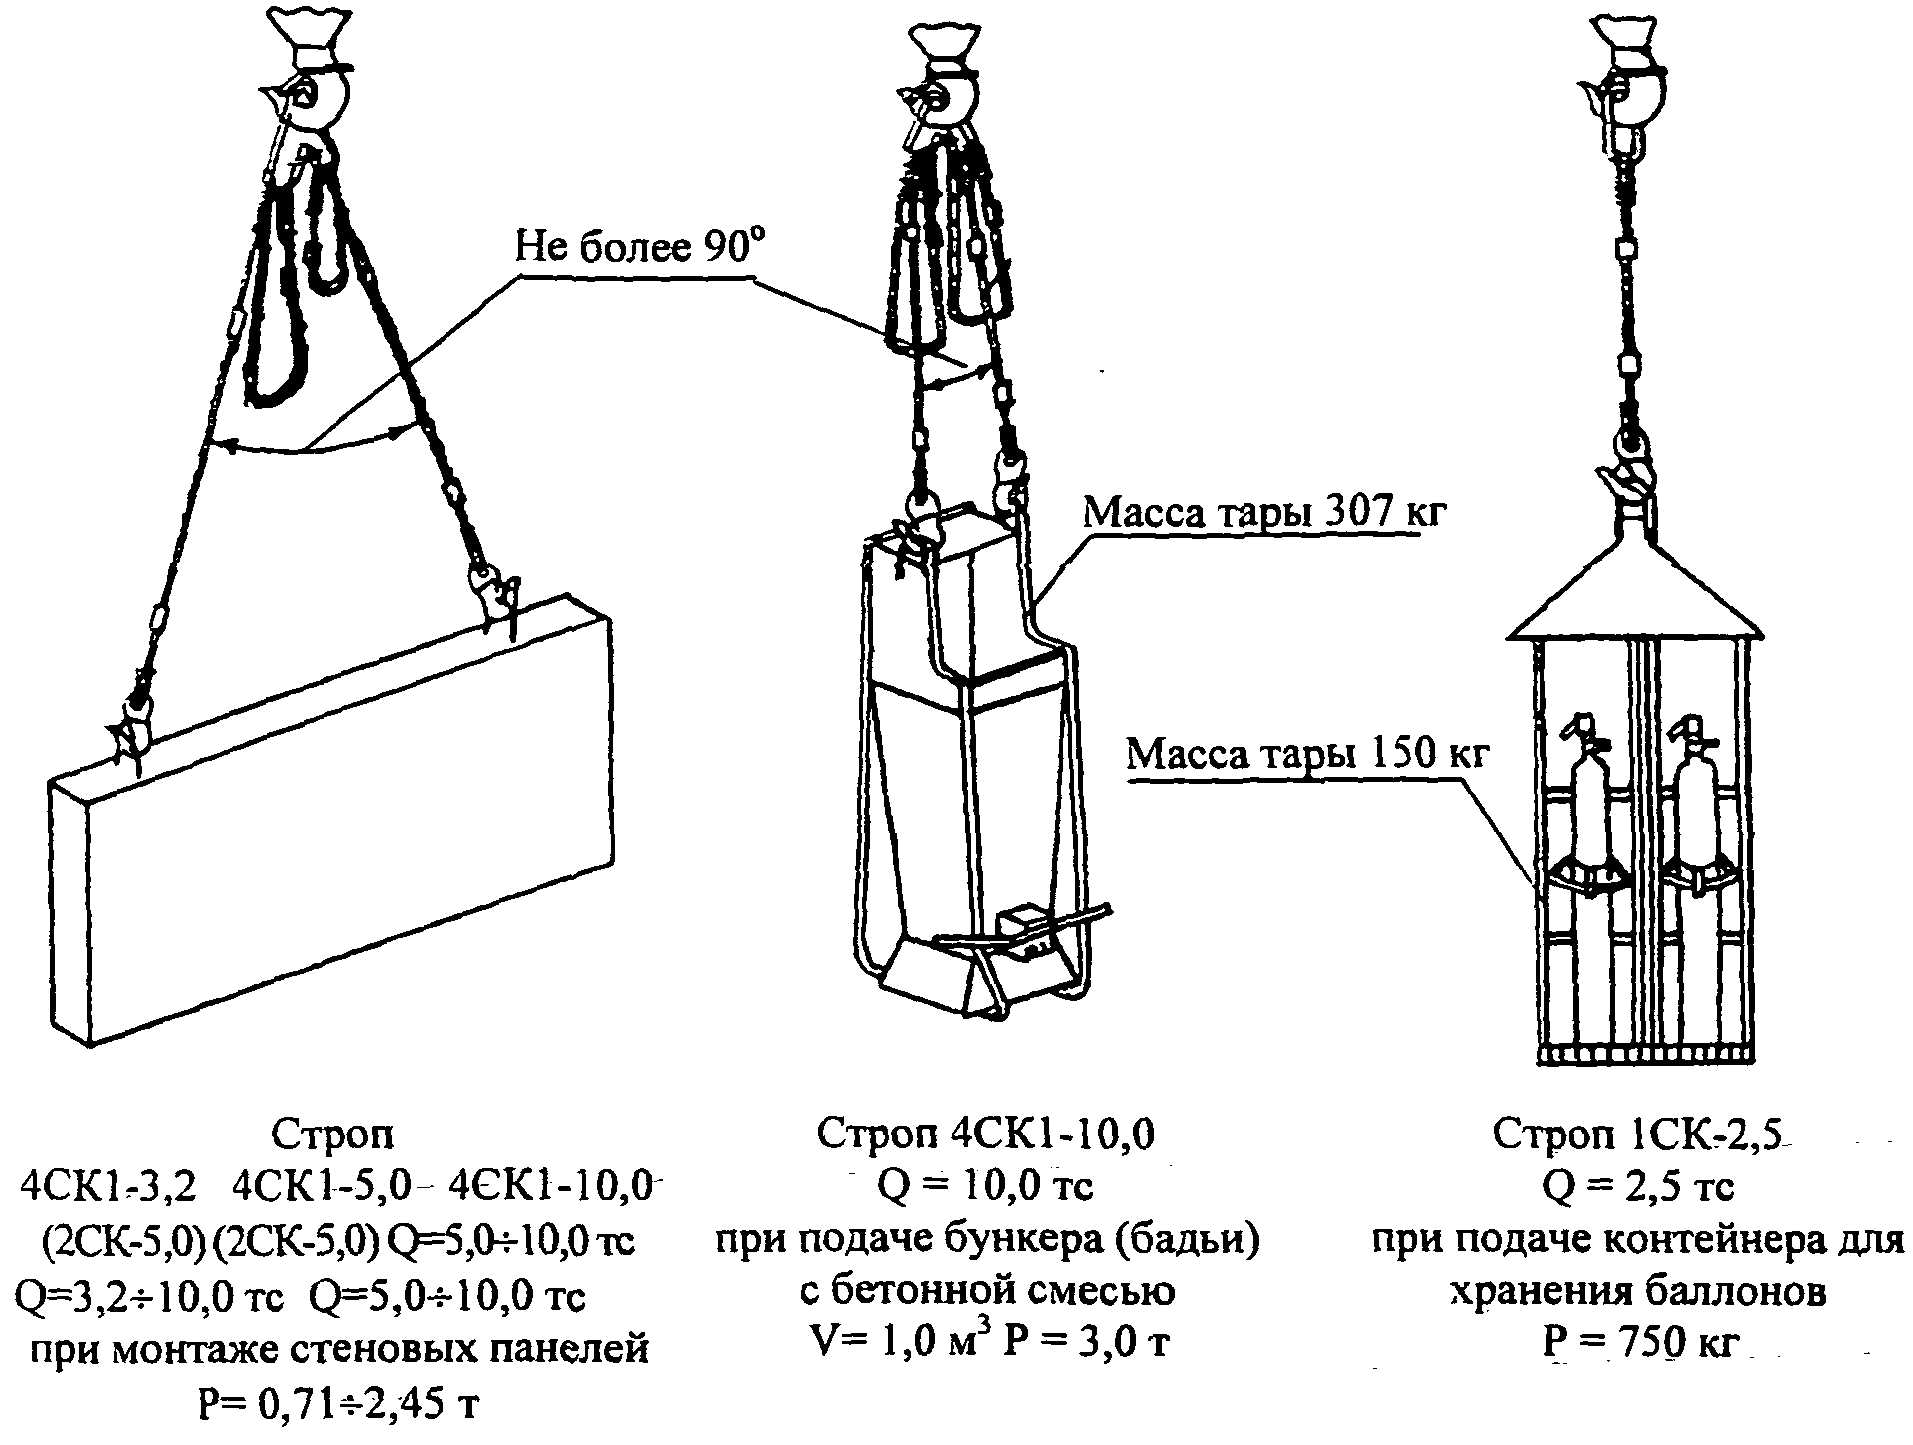 Не более 90°
Масса тары 307 кг
Масса тары 150 кг
Строп
4СК1-3,2 4СК1-5,0 4СК1-10,0
(2СК-5,0) (2СК-5,0) Q=5,0÷10,0 тс
Q=3,2÷10,0 тс Q=5,0÷10,0 тс
при монтаже стеновых панелей
P= 0,71÷2,45 т
Строп 4СК1-10,0
Q = 10,0 тс
при подаче бункера (бадьи)
с бетонной смесью
V= 1,0 м³ P = 3,0 т
Строп 1СК-2,5
Q = 2,5 тс
при подаче контейнера для
хранения баллонов
P = 750 кг